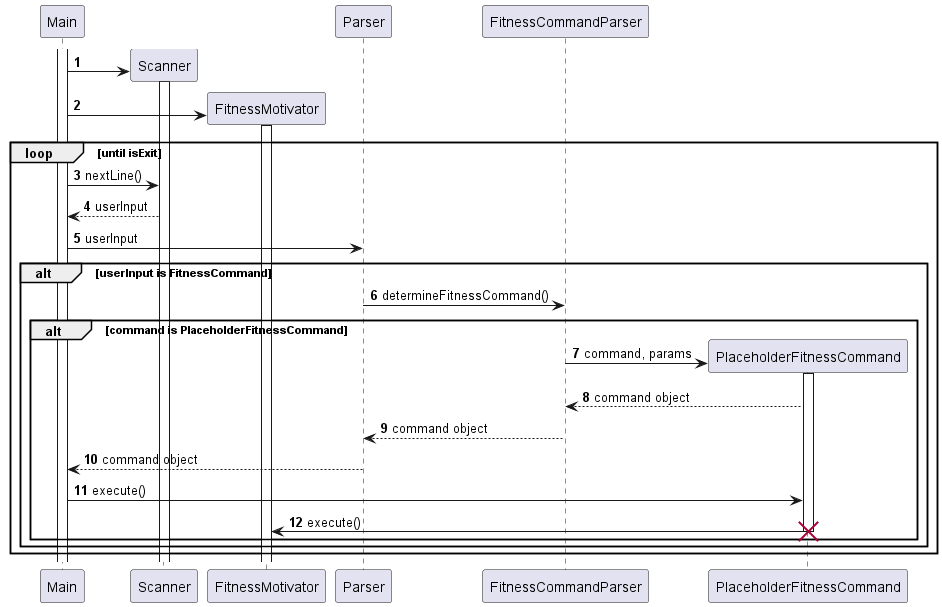 Main Parser FitnessCommandParser
1 Scanner
2 FitnessMotivator
loop [until isExit]
3 nextLine()
4 userInput
5 userInput
alt [userInput is FitnessCommand]
6 determineFitnessCommand()
alt [command is PlaceholderFitnessCommand]
7 command, params PlaceholderFitnessCommand
8 command object
9 command object
10 command object
11 execute()
12 execute()
Main Scanner FitnessMotivator Parser FitnessCommandParser PlaceholderFitnessCommand